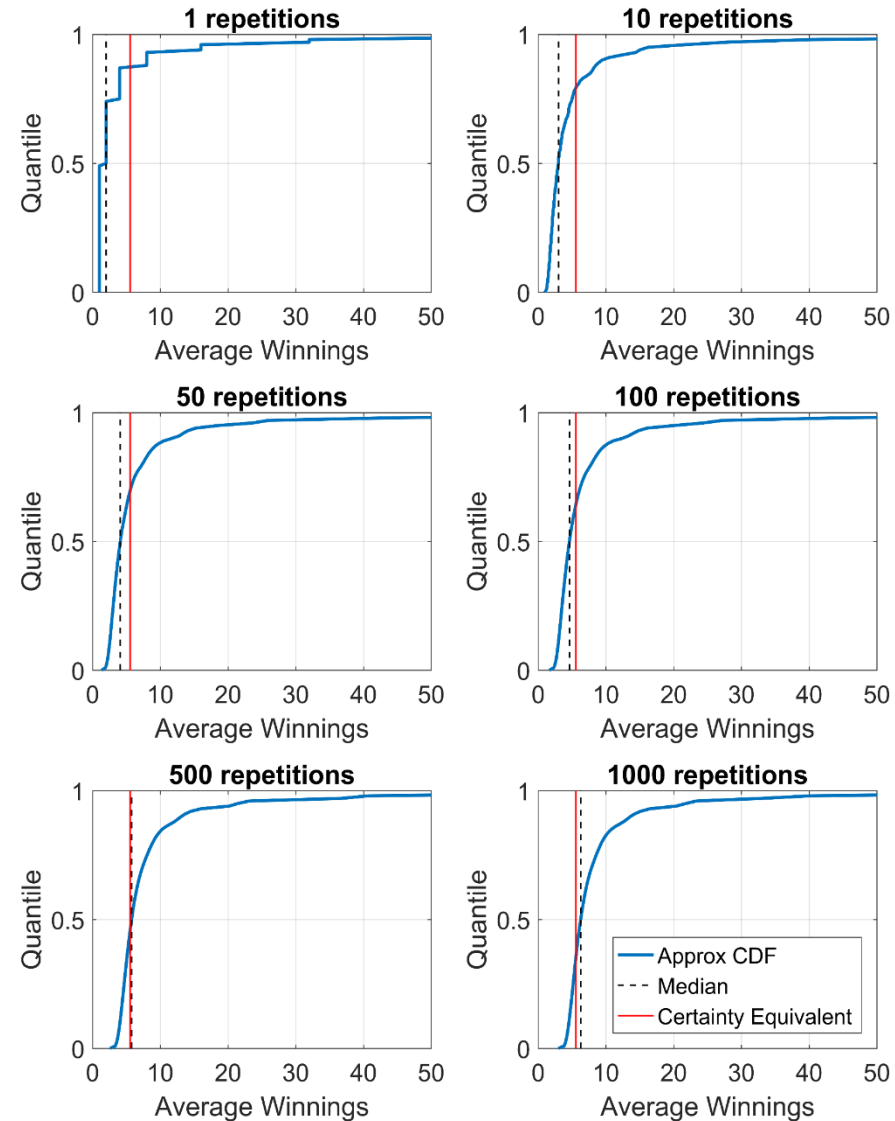 1 repetitions
1
0.5
0
Quantile
0 10 20 30 40 50
Average Winnings
10 repetitions
1
0.5
0
Quantile
0 10 20 30 40 50
Average Winnings
50 repetitions
1
0.5
0
Quantile
0 10 20 30 40 50
Average Winnings
100 repetitions
1
0.5
0
Quantile
0 10 20 30 40 50
Average Winnings
500 repetitions
1
0.5
0
Quantile
0 10 20 30 40 50
Average Winnings
1000 repetitions
1
0.5
0
Quantile
Approx CDF
Median
Certainty Equivalent
0 10 20 30 40 50
Average Winnings